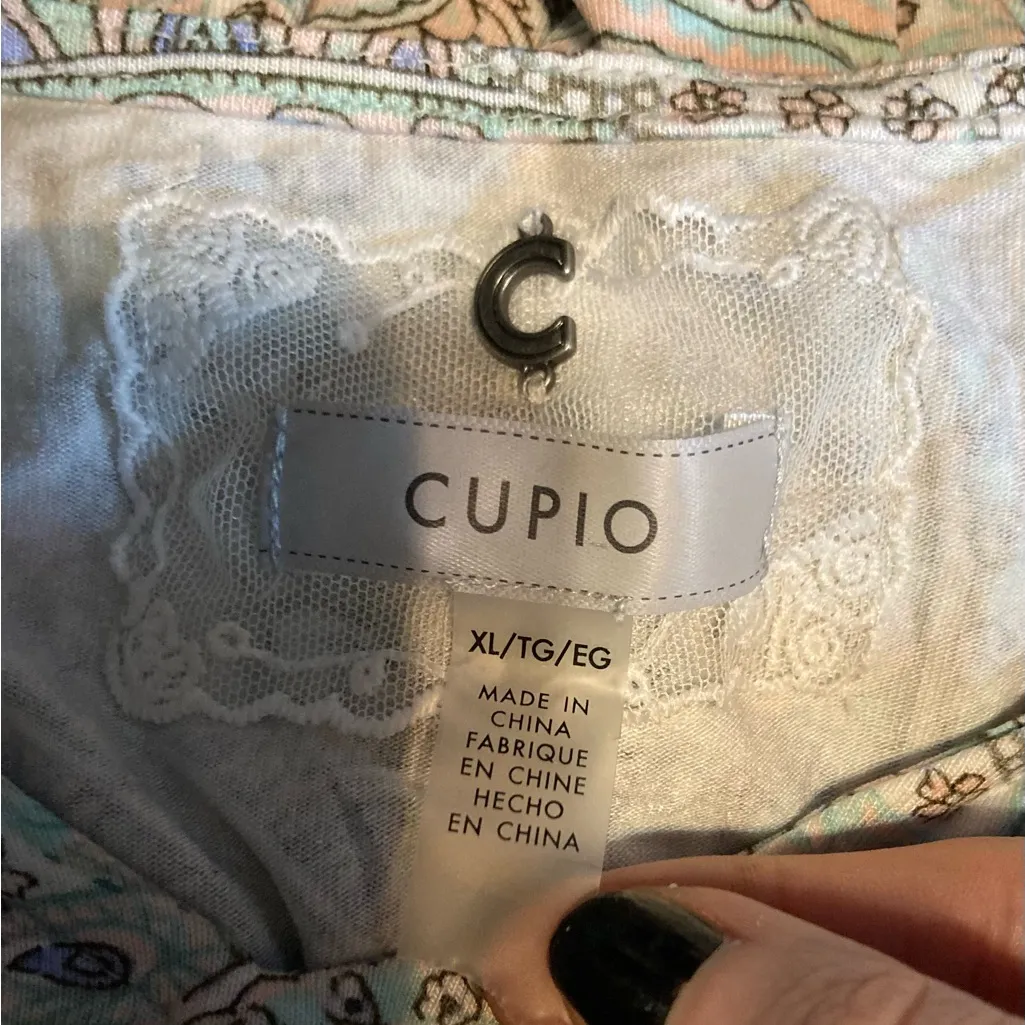 C
CUPIO
XL/TG/EG
MADE IN
CHINA
FABRIQUE
EN CHINE
HECHO
EN CHINA